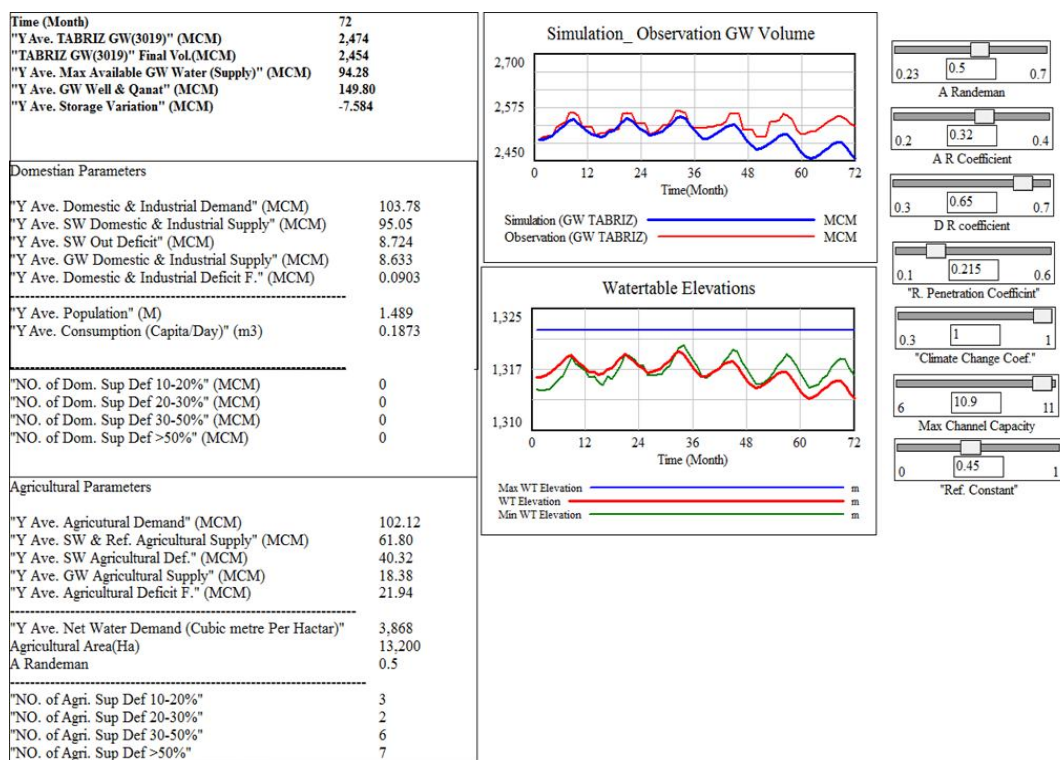 Time (Month) 72
"Y Ave. TABRIZ GW(3019)" (MCM) 2,474
"TABRIZ GW(3019)" Final Vol.(MCM) 2,454
"Y Ave. Max Available GW Water (Supply)" (MCM) 94.28
"Y Ave. GW Well & Qanat" (MCM) 149.80
"Y Ave. Storage Variation" (MCM) -7.584
Domestian Parameters
"Y Ave. Domestic & Industrial Demand" (MCM) 103.78
"Y Ave. SW Domestic & Industrial Supply" (MCM) 95.05
"Y Ave. SW Out Deficit" (MCM) 8.724
"Y Ave. GW Domestic & Industrial Supply" (MCM) 8.633
"Y Ave. Domestic & Industrial Deficit F." (MCM) 0.0903
"Y Ave. Population" (M) 1.489
"Y Ave. Consumption (Capita/Day)" (m3) 0.1873
"NO. of Dom. Sup Def 10-20%" (MCM) 0
"NO. of Dom. Sup Def 20-30%" (MCM) 0
"NO. of Dom. Sup Def 30-50%" (MCM) 0
"NO. of Dom. Sup Def >50%" (MCM) 0
Agricultural Parameters
"Y Ave. Agricutural Demand" (MCM) 102.12
"Y Ave. SW & Ref. Agricultural Supply" (MCM) 61.80
"Y Ave. SW Agricultural Def." (MCM) 40.32
"Y Ave. GW Agricultural Supply" (MCM) 18.38
"Y Ave. Agricultural Deficit F." (MCM) 21.94
"Y Ave. Net Water Demand (Cubic metre Per Hactar)" 3,868
Agricultural Area(Ha) 13,200
A Randeman 0.5
"NO. of Agri. Sup Def 10-20%" 3
"NO. of Agri. Sup Def 20-30%" 2
"NO. of Agri. Sup Def 30-50%" 6
"NO. of Agri. Sup Def >50%" 7
Simulation_ Observation GW Volume
2,700
2,575
2,450
0 12 24 36 48 60 72
Time(Month)
Simulation (GW TABRIZ) MCM
Observation (GW TABRIZ) MCM
Watertable Elevations
1,325
1,317
1,310
0 12 24 36 48 60 72
Time (Month)
Max WT Elevation m
WT Elevation m
Min WT Elevation m
0.23 0.5 0.7
A Randeman
0.2 0.32 0.4
A R Coefficient
0.3 0.65 0.7
D R coefficient
0.1 0.215 0.6
"R. Penetration Coefficint"
0.3 1 1
"Climate Change Coef."
6 10.9 11
Max Channel Capacity
0 0.45 1
"Ref. Constant"